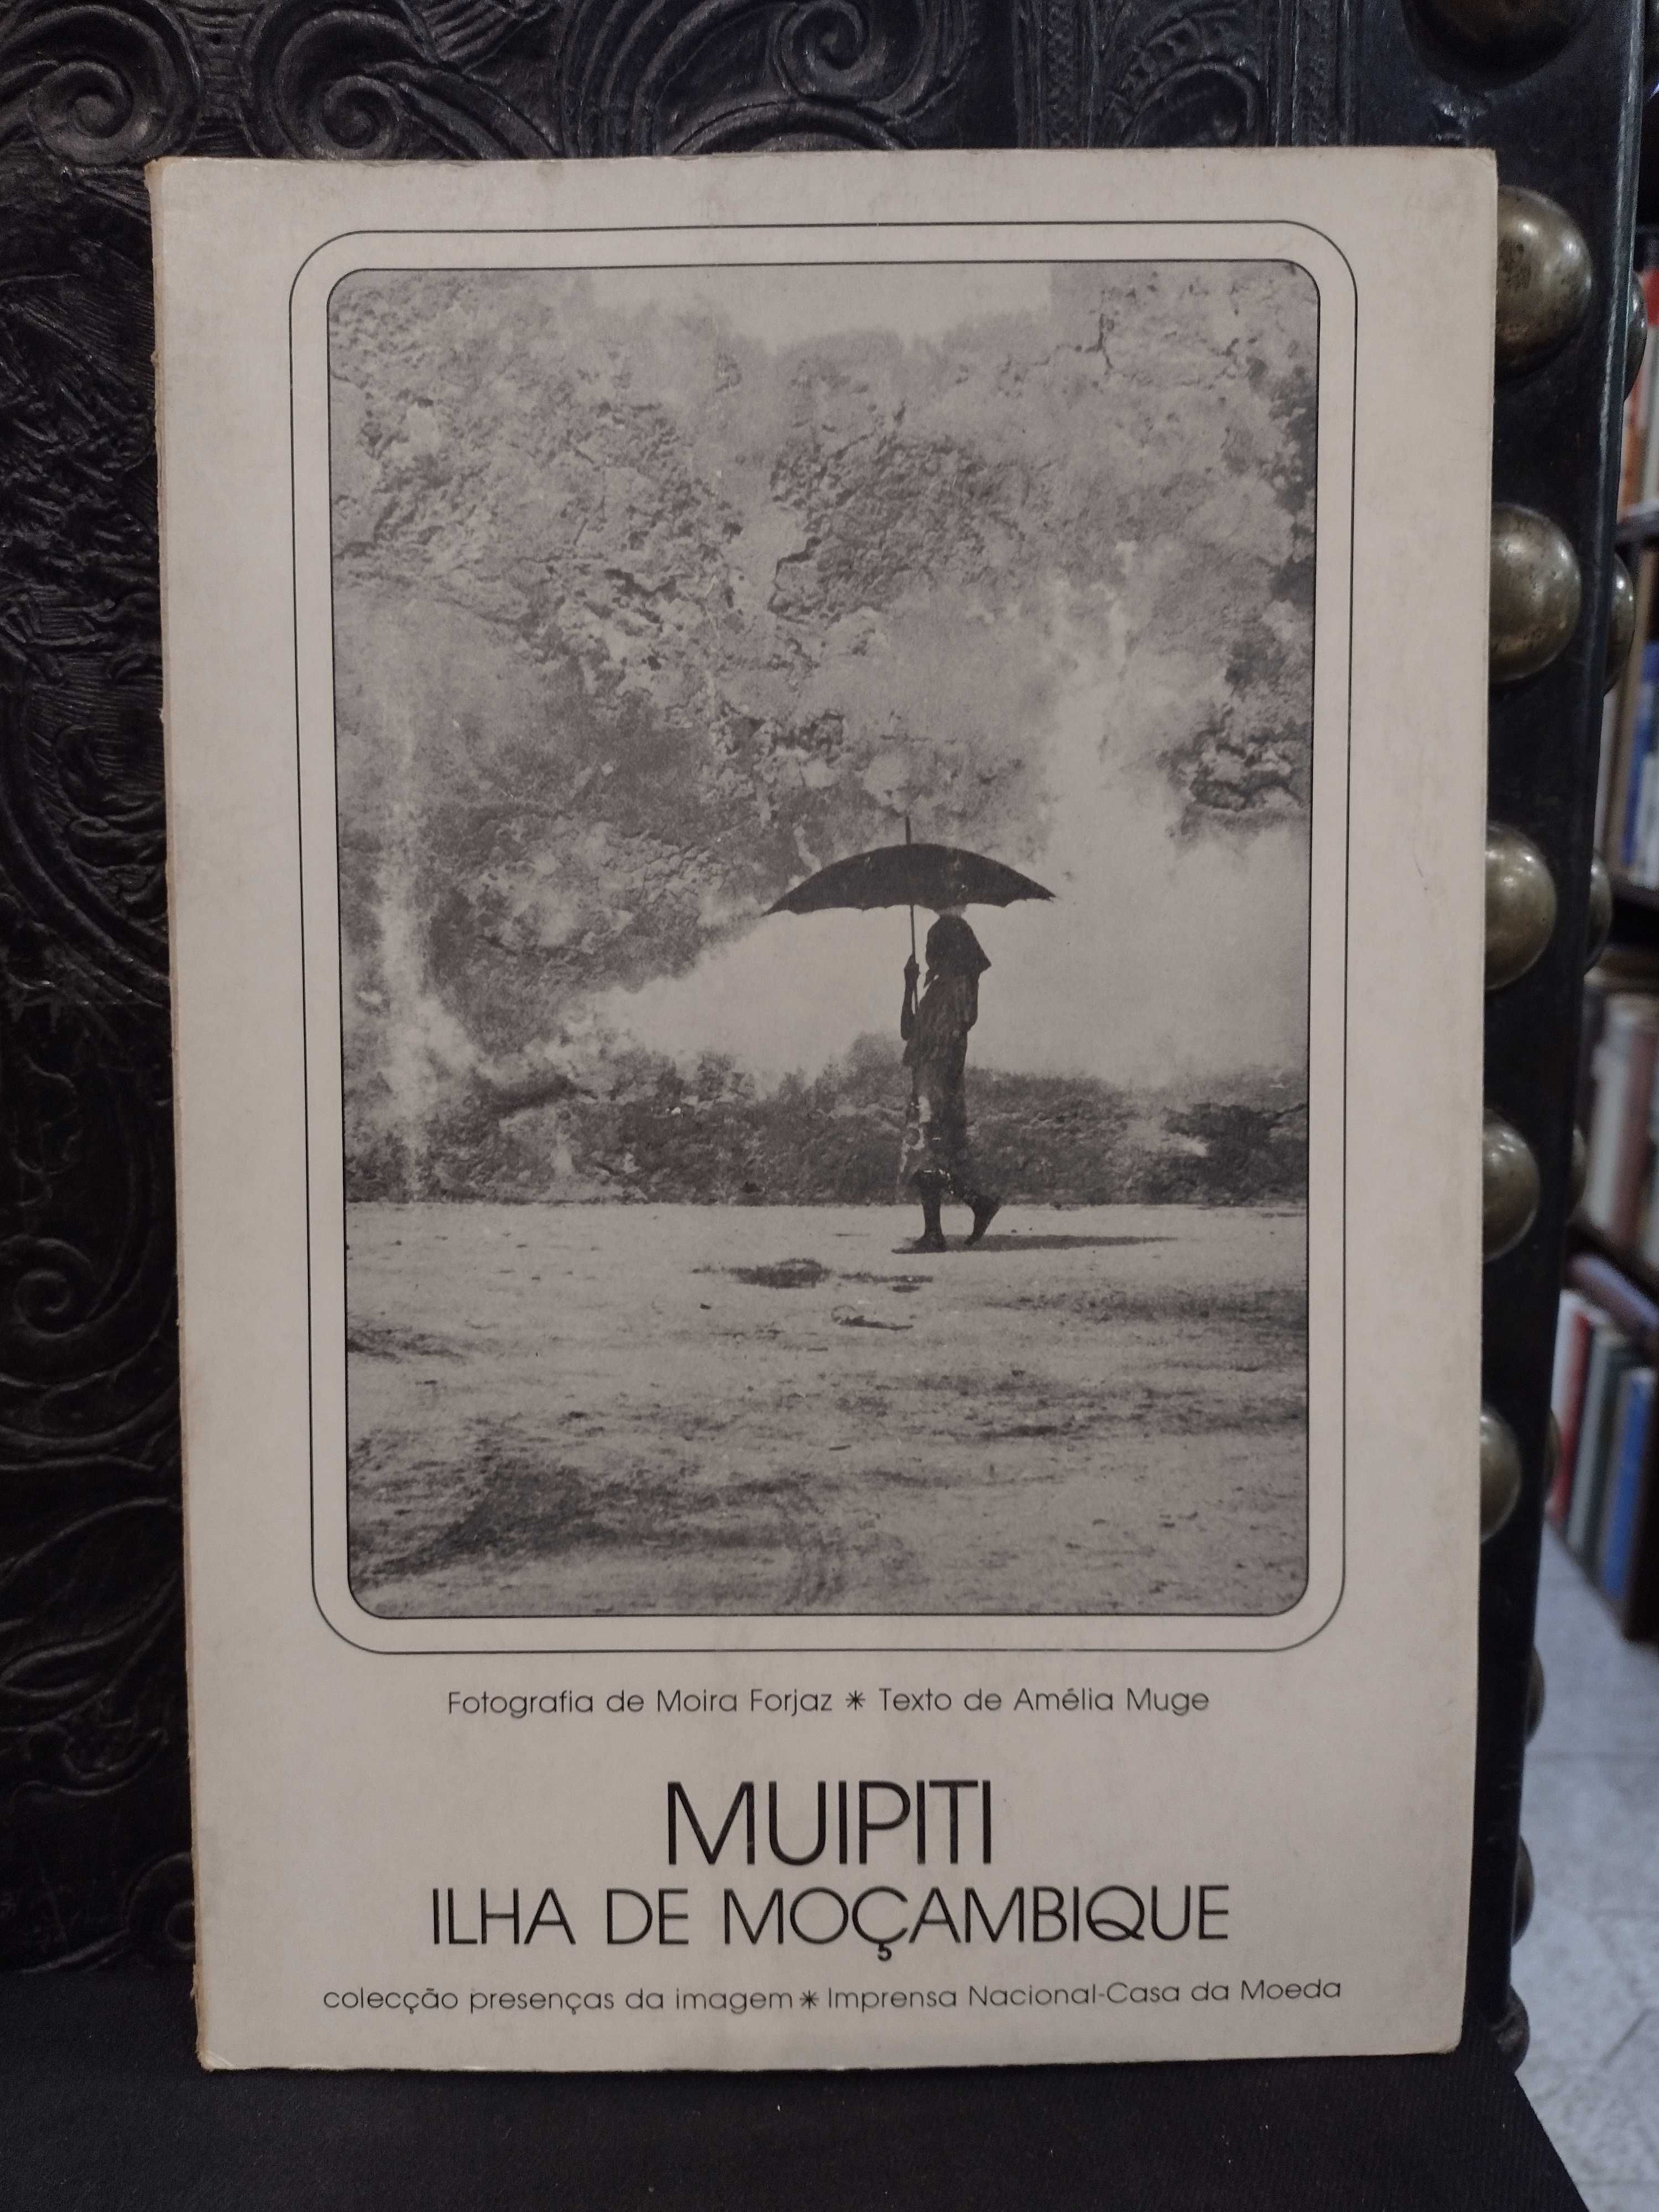 Fotografia de Moira Forjaz ✳ Texto de Amélia Muge
MUIPITI
ILHA DE MOÇAMBIQUE
colecção presenças da imagem ✳ Imprensa Nacional-Casa da Moeda